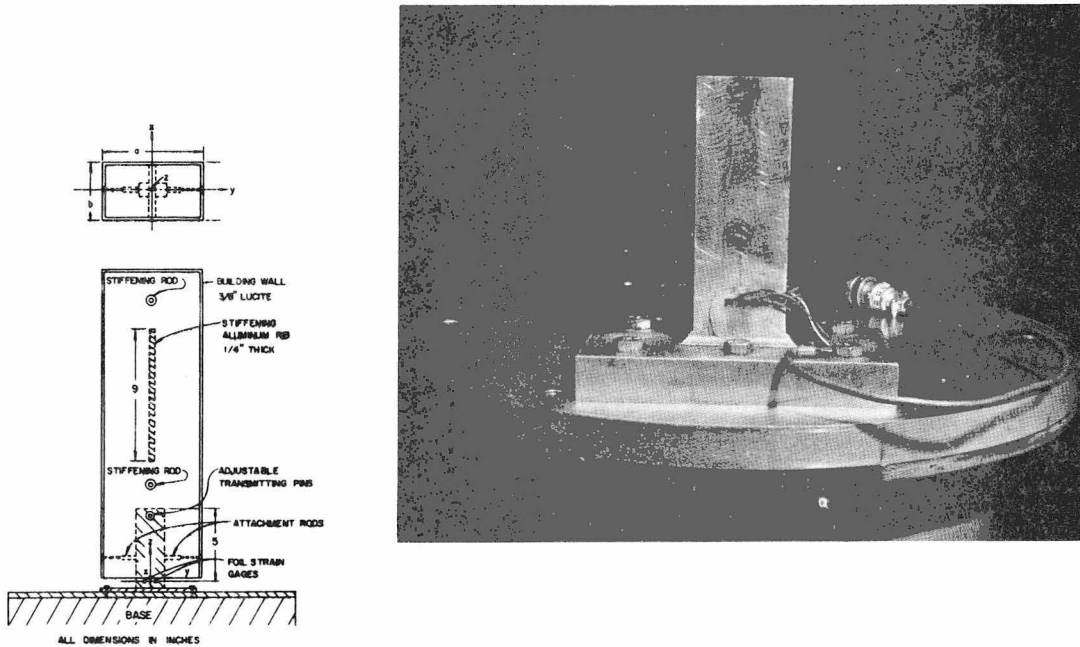 x
a
b
z
y
STIFFENING ROD
BUILDING WALL
3/8" LUCITE
STIFFENING
ALUMINUM RIB
1/4" THICK
9
STIFFENING ROD
ADJUSTABLE
TRANSMITTING PINS
ATTACHMENT RODS
5
z
x
y
FOIL STRAIN
GAGES
BASE
ALL DIMENSIONS IN INCHES